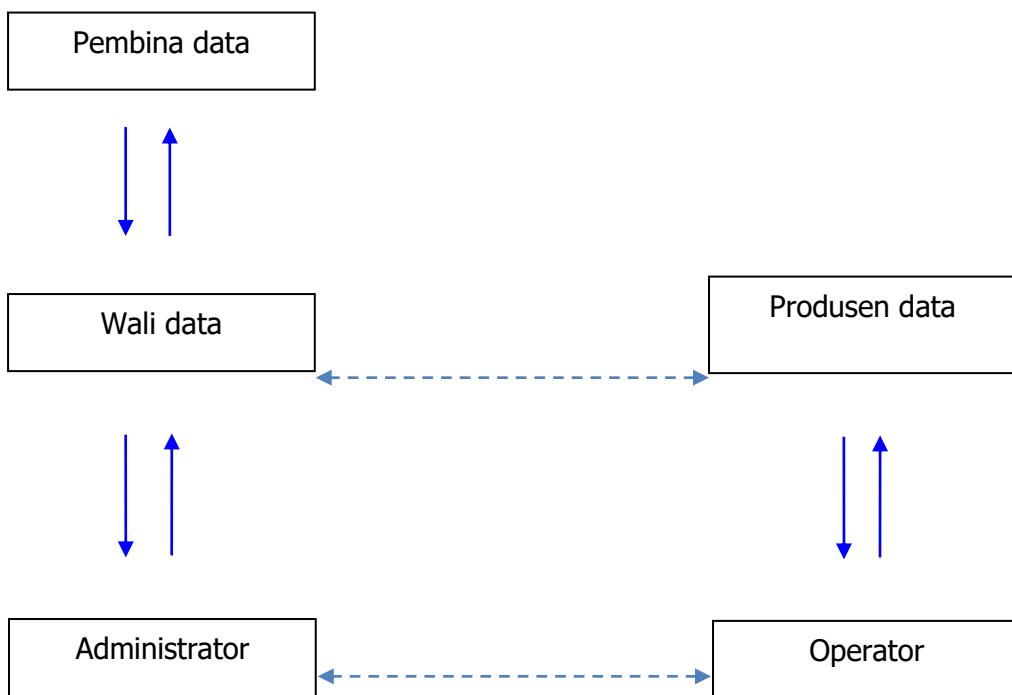 Pembina data
Wali data
Produsen data
Administrator
Operator